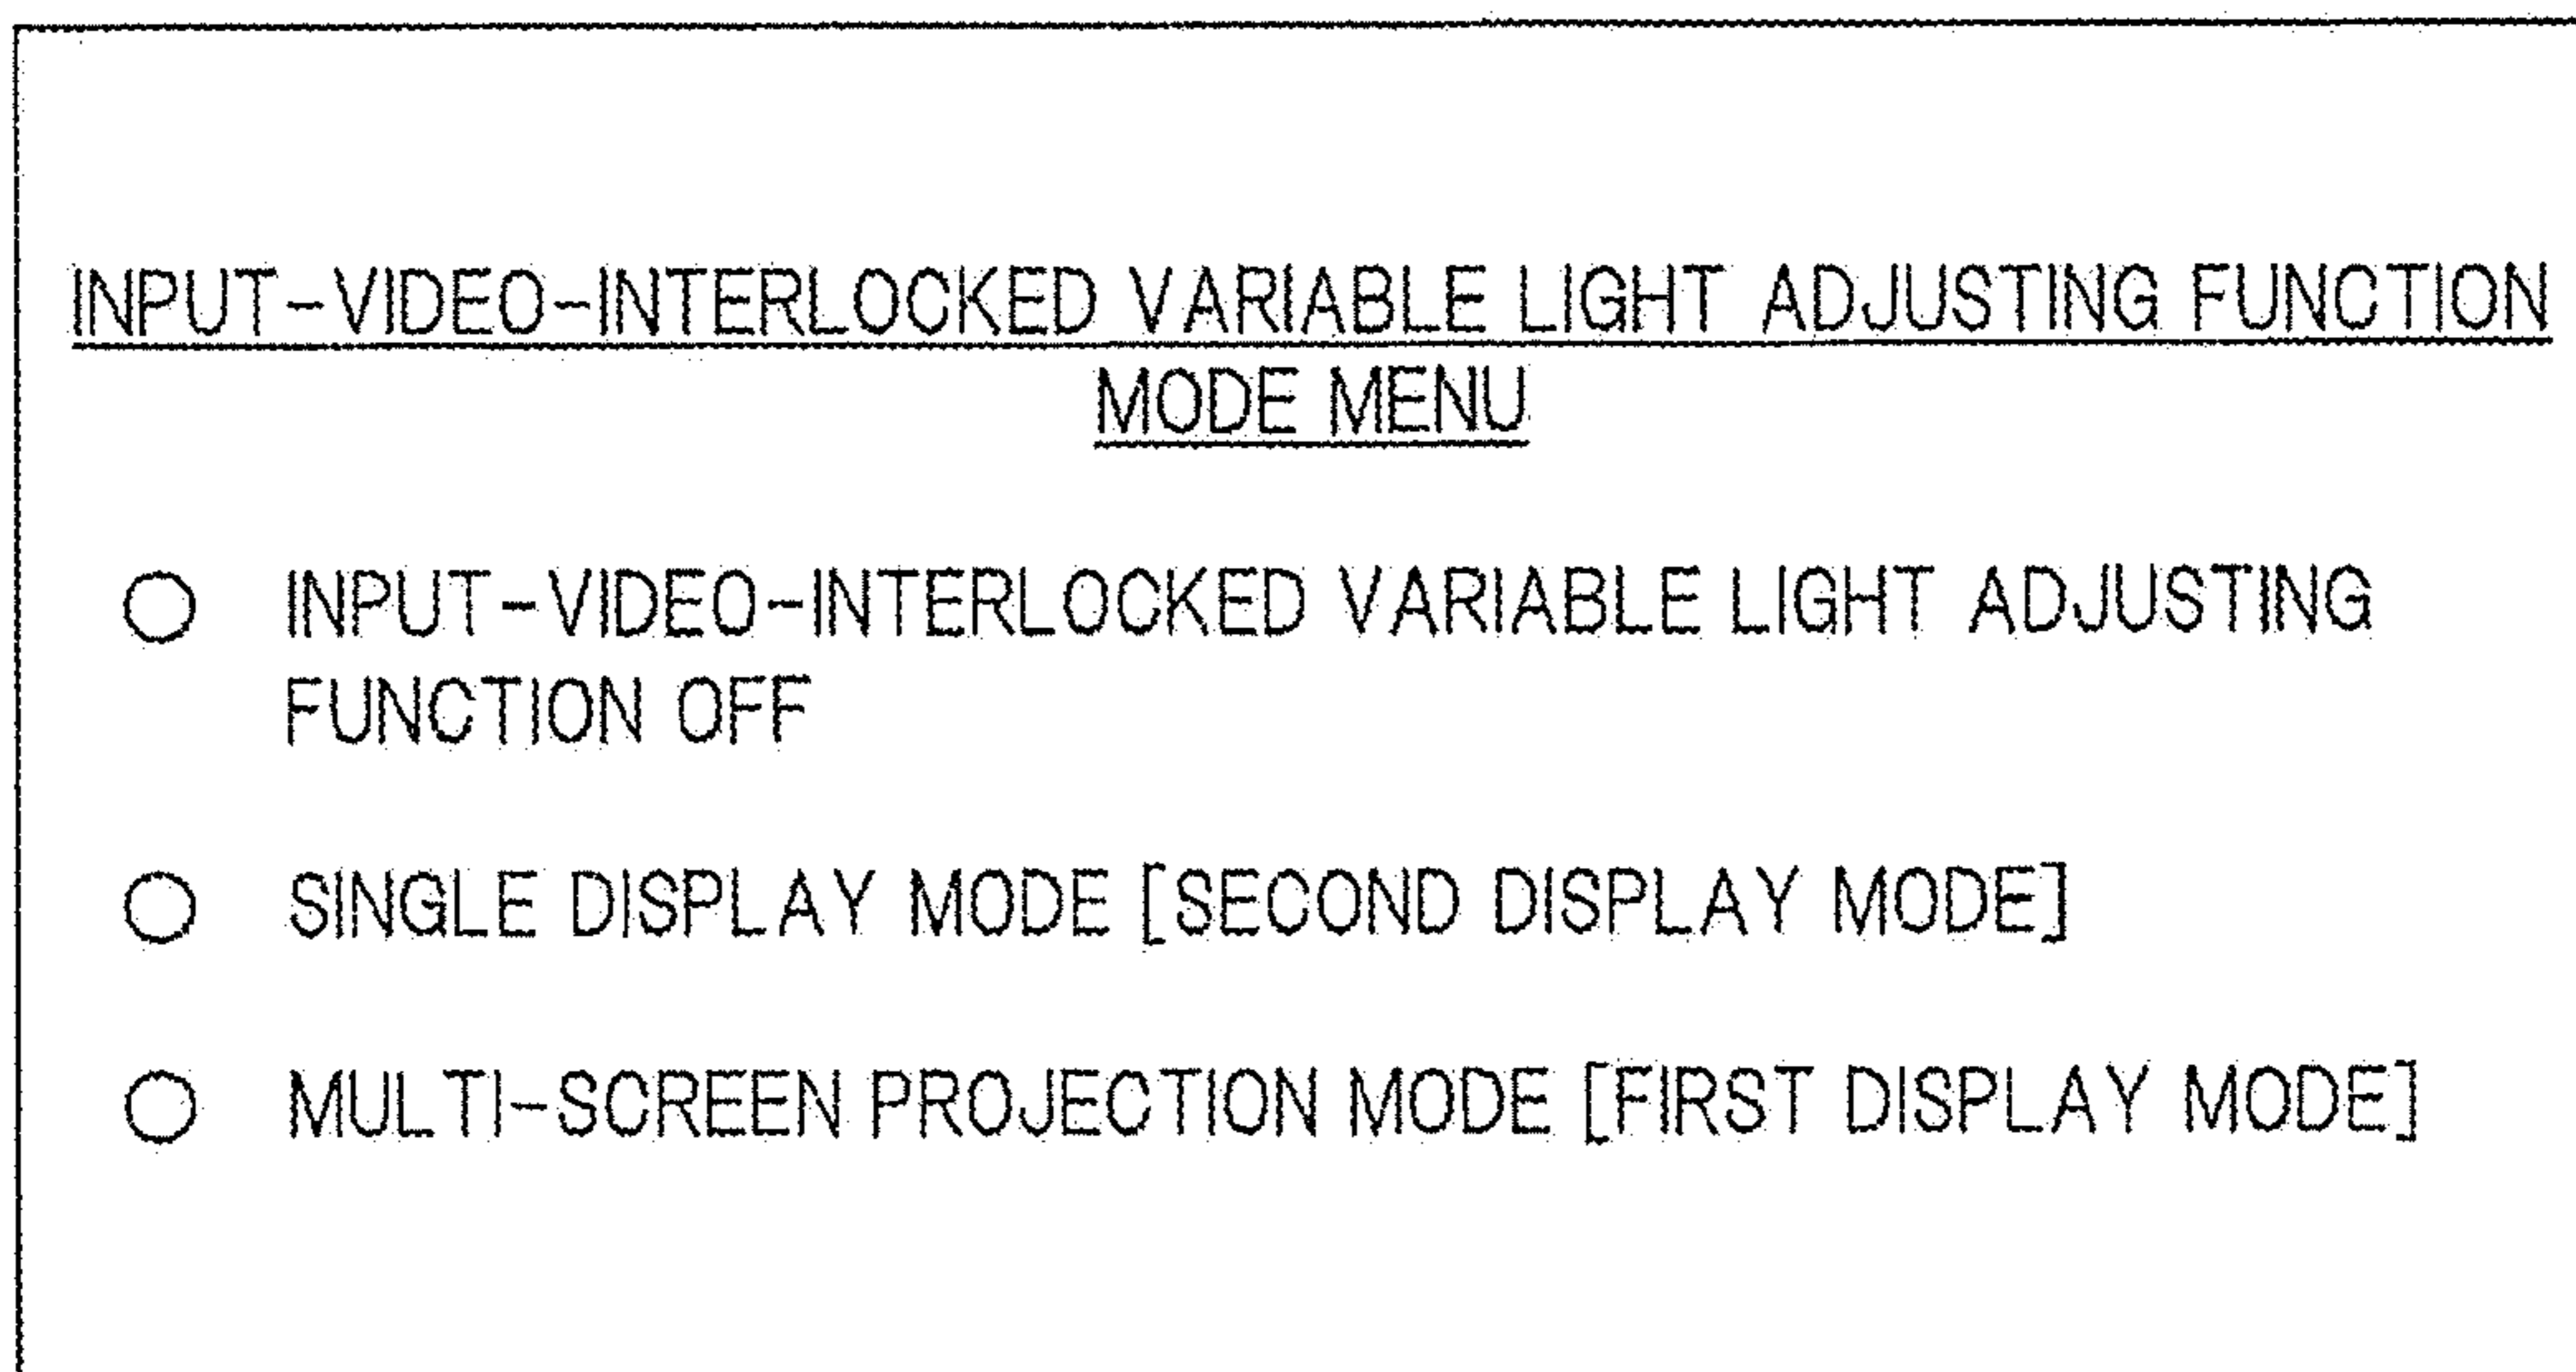 INPUT-VIDEO-INTERLOCKED VARIABLE LIGHT ADJUSTING FUNCTION
MODE MENU
INPUT-VIDEO-INTERLOCKED VARIABLE LIGHT ADJUSTING
FUNCTION OFF
SINGLE DISPLAY MODE [SECOND DISPLAY MODE]
MULTI-SCREEN PROJECTION MODE [FIRST DISPLAY MODE]